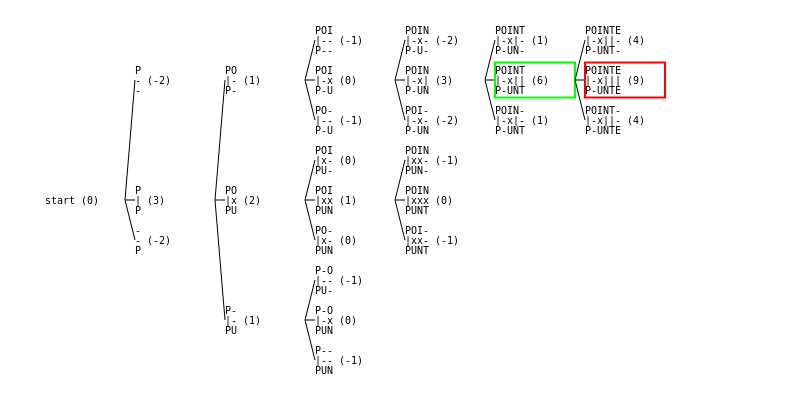 start (0)
P
- (-2)
-
P
| (3)
P
-
- (-2)
P
PO
|- (1)
P-
PO
|x (2)
PU
P-
|- (1)
PU
POI
|-- (-1)
P--
POI
|-x (0)
P-U
PO-
|-- (-1)
P-U
POI
|x- (0)
PU-
POI
|xx (1)
PUN
PO-
|x- (0)
PUN
P-O
|-- (-1)
PU-
P-O
|-x (0)
PUN
P--
|-- (-1)
PUN
POIN
|-x- (-2)
P-U-
POIN
|-x| (3)
P-UN
POI-
|-x- (-2)
P-UN
POIN
|xx- (-1)
PUN-
POIN
|xxx (0)
PUNT
POI-
|xx- (-1)
PUNT
POINT
|-x|- (1)
P-UN-
POINT
|-x|| (6)
P-UNT
POIN-
|-x|- (1)
P-UNT
POINTE
|-x||- (4)
P-UNT-
POINTE
|-x||| (9)
P-UNTE
POINT-
|-x||- (4)
P-UNTE